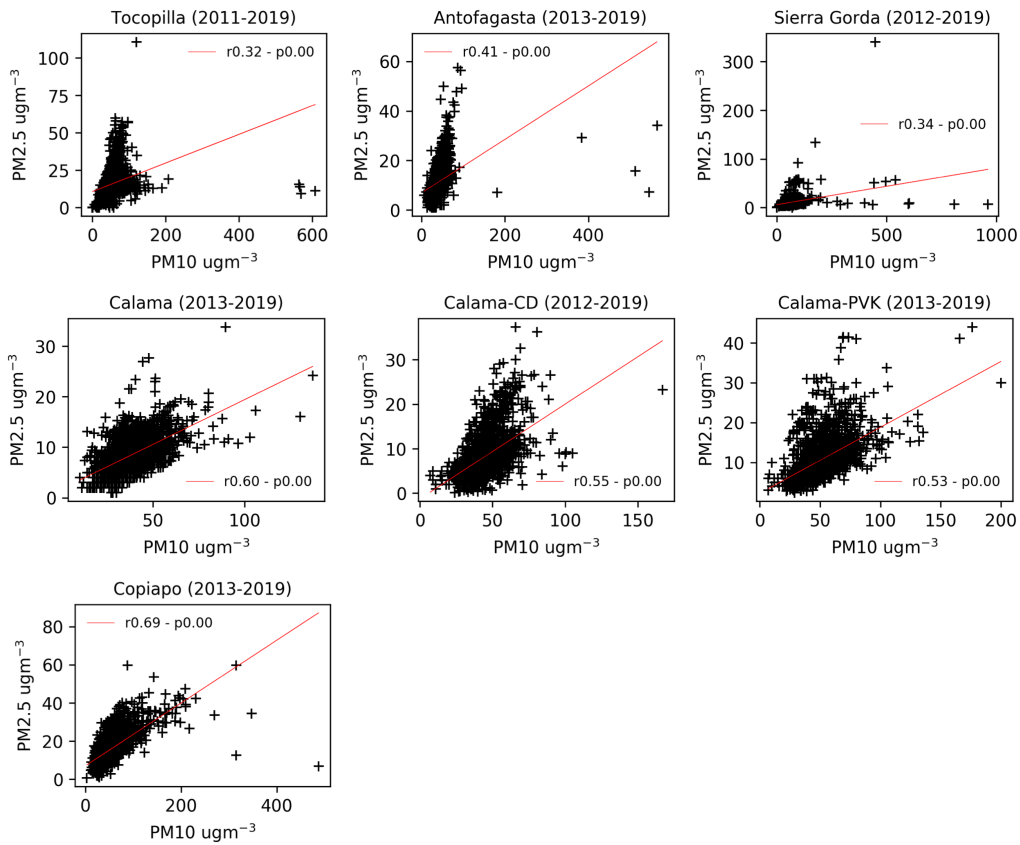 Tocopilla (2011-2019)
r0.32 - p0.00
PM2.5 ugm⁻³
100
75
50
25
0
0 200 400 600
PM10 ugm⁻³
Antofagasta (2013-2019)
r0.41 - p0.00
PM2.5 ugm⁻³
60
40
20
0
0 200 400
PM10 ugm⁻³
Sierra Gorda (2012-2019)
r0.34 - p0.00
PM2.5 ugm⁻³
300
200
100
0
0 500 1000
PM10 ugm⁻³
Calama (2013-2019)
r0.60 - p0.00
PM2.5 ugm⁻³
30
20
10
0
50 100
PM10 ugm⁻³
Calama-CD (2012-2019)
r0.55 - p0.00
PM2.5 ugm⁻³
30
20
10
0
0 50 100 150
PM10 ugm⁻³
Calama-PVK (2013-2019)
r0.53 - p0.00
PM2.5 ugm⁻³
40
30
20
10
0 50 100 150 200
PM10 ugm⁻³
Copiapo (2013-2019)
r0.69 - p0.00
PM2.5 ugm⁻³
80
60
40
20
0
0 200 400
PM10 ugm⁻³